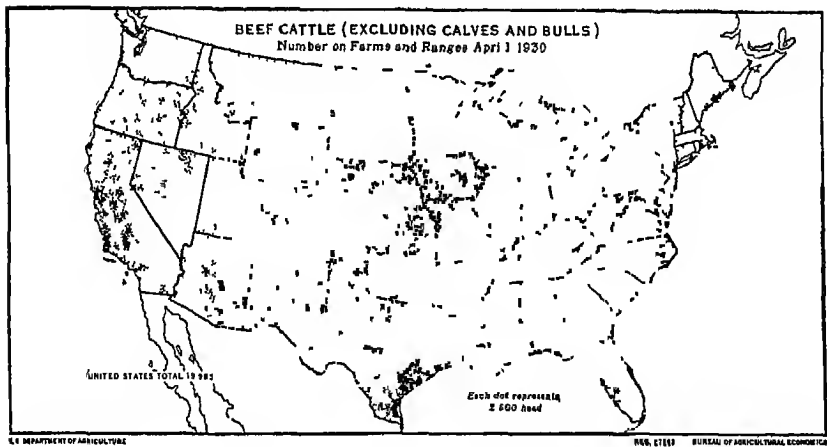 BEEF CATTLE (EXCLUDING CALVES AND BULLS)
Number on Farms and Ranges April 1 1930
UNITED STATES TOTAL
Each dot represents
2 500 head
U.S. DEPARTMENT OF AGRICULTURE
NEG. BUREAU OF AGRICULTURAL ECONOMICS